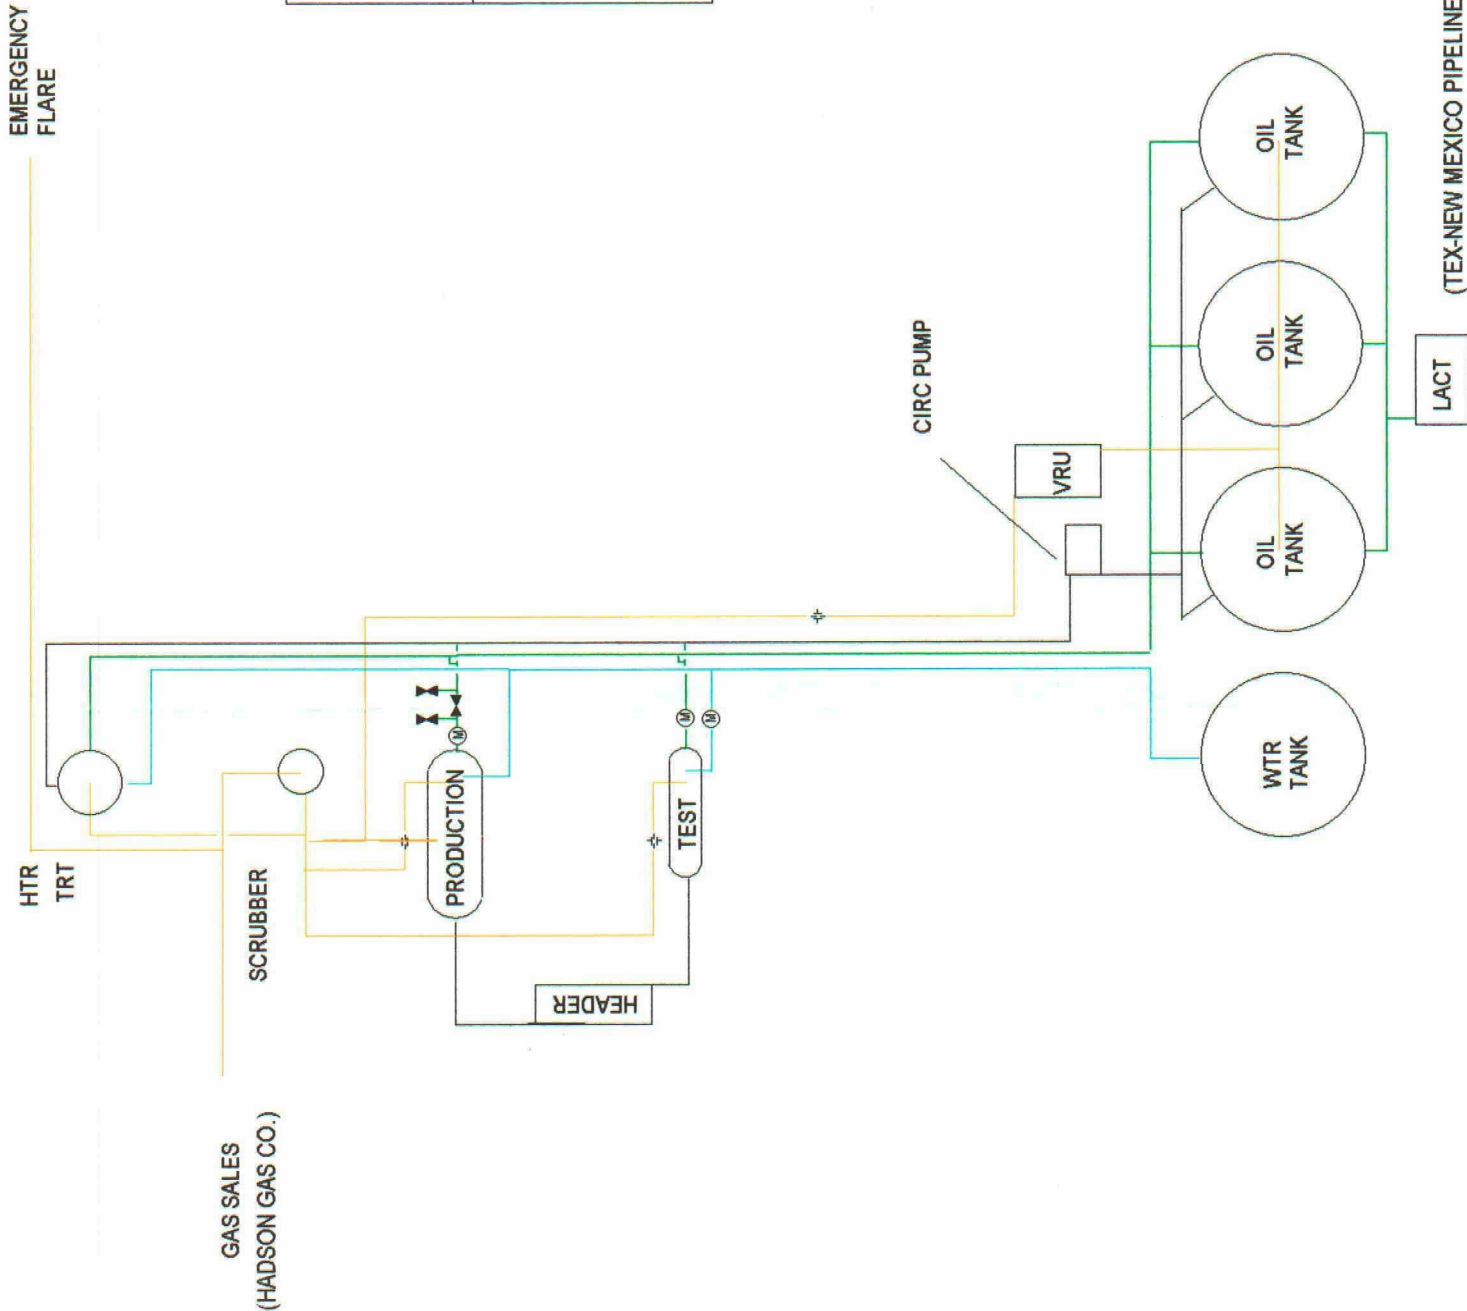 EMERGENCY
FLARE
HTR
TRT
SCRUBBER
GAS SALES
(HADSON GAS CO.)
PRODUCTION
M
TEST
M
M
HEADER
CIRC PUMP
VRU
OIL
TANK
OIL
TANK
OIL
TANK
WTR
TANK
LACT
(TEX-NEW MEXICO PIPELINE